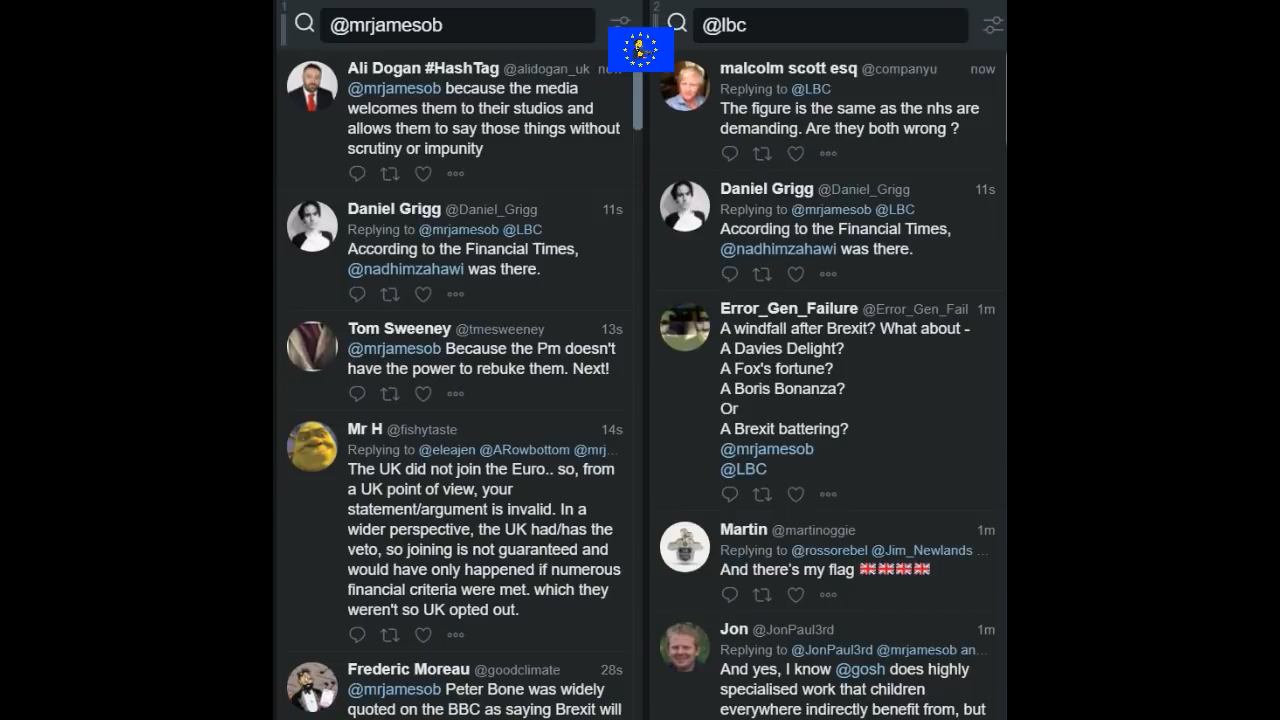 1
@mrjamesob
Ali Dogan #HashTag @alidogan_uk now
@mrjamesob because the media
welcomes them to their studios and
allows them to say those things without
scrutiny or impunity
Daniel Grigg @Daniel_Grigg 11s
Replying to @mrjamesob @LBC
According to the Financial Times,
@nadhimzahawi was there.
Tom Sweeney @tmesweeney 13s
@mrjamesob Because the Pm doesn't
have the power to rebuke them. Next!
Mr H @fishytaste 14s
Replying to @eleajen @ARowbottom @mrj...
The UK did not join the Euro.. so, from
a UK point of view, your
statement/argument is invalid. In a
wider perspective, the UK had/has the
veto, so joining is not guaranteed and
would have only happened if numerous
financial criteria were met. which they
weren't so UK opted out.
Frederic Moreau @goodclimate 28s
@mrjamesob Peter Bone was widely
quoted on the BBC as saying Brexit will
2
@lbc
malcolm scott esq @companyu now
Replying to @LBC
The figure is the same as the nhs are
demanding. Are they both wrong ?
Daniel Grigg @Daniel_Grigg 11s
Replying to @mrjamesob @LBC
According to the Financial Times,
@nadhimzahawi was there.
Error_Gen_Failure @Error_Gen_Fail 1m
A windfall after Brexit? What about -
A Davies Delight?
A Fox's fortune?
A Boris Bonanza?
Or
A Brexit battering?
@mrjamesob
@LBC
Martin @martinoggie 1m
Replying to @rossorebel @Jim_Newlands ...
And there's my flag 🇬🇧🇬🇧🇬🇧🇬🇧
Jon @JonPaul3rd 1m
Replying to @JonPaul3rd @mrjamesob an...
And yes, I know @gosh does highly
specialised work that children
everywhere indirectly benefit from, but